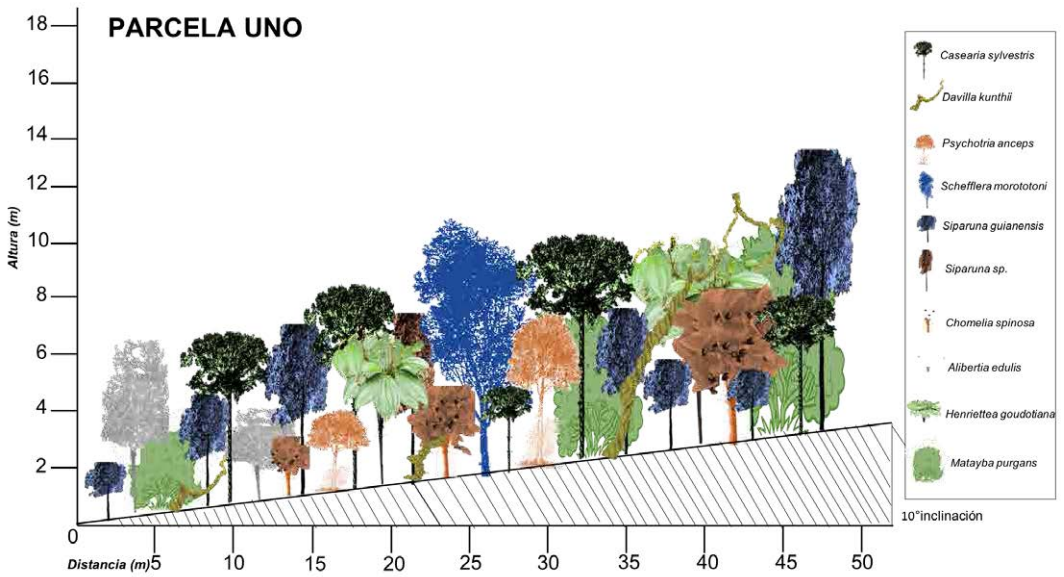 PARCELA UNO
Altura (m)
18
16
14
12
10
8
6
4
2
0
Distancia (m)
5
10
15
20
25
30
35
40
45
50
Casearia sylvestris
Davilla kunthii
Psychotria anceps
Schefflera morototoni
Siparuna guianensis
Siparuna sp.
Chomelia spinosa
Alibertia edulis
Henriettea goudotiana
Matayba purgans
10°inclinación